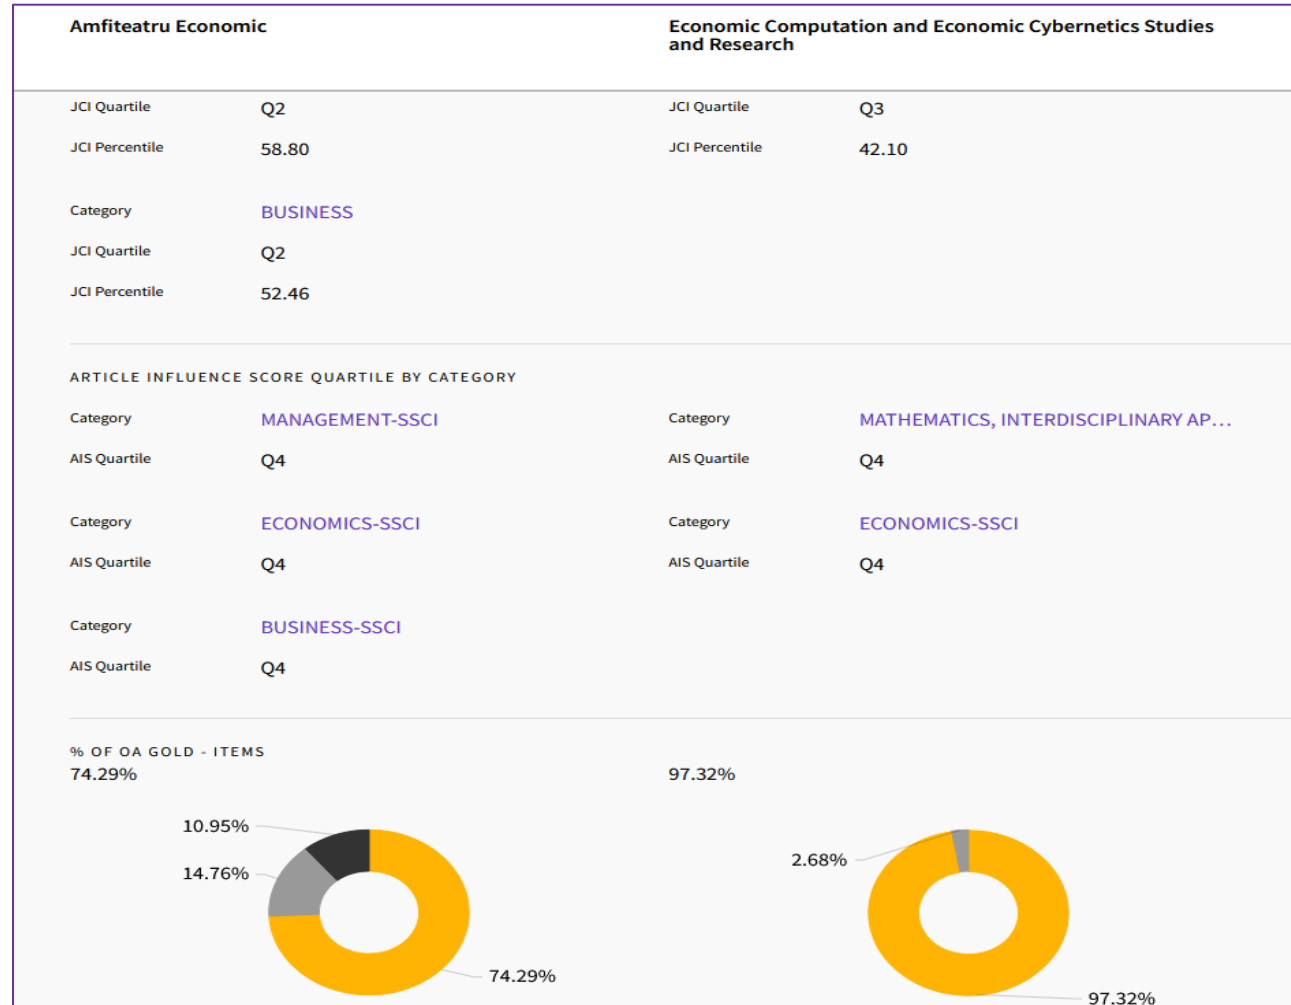 Amfiteatru Economic
Economic Computation and Economic Cybernetics Studies
and Research
JCI Quartile Q2 JCI Quartile Q3
JCI Percentile 58.80 JCI Percentile 42.10
Category BUSINESS
JCI Quartile Q2
JCI Percentile 52.46
ARTICLE INFLUENCE SCORE QUARTILE BY CATEGORY
Category MANAGEMENT-SSCI Category MATHEMATICS, INTERDISCIPLINARY AP...
AIS Quartile Q4 AIS Quartile Q4
Category ECONOMICS-SSCI Category ECONOMICS-SSCI
AIS Quartile Q4 AIS Quartile Q4
Category BUSINESS-SSCI
AIS Quartile Q4
% OF OA GOLD - ITEMS
74.29% 97.32%
10.95%
14.76%
74.29%
2.68%
97.32%